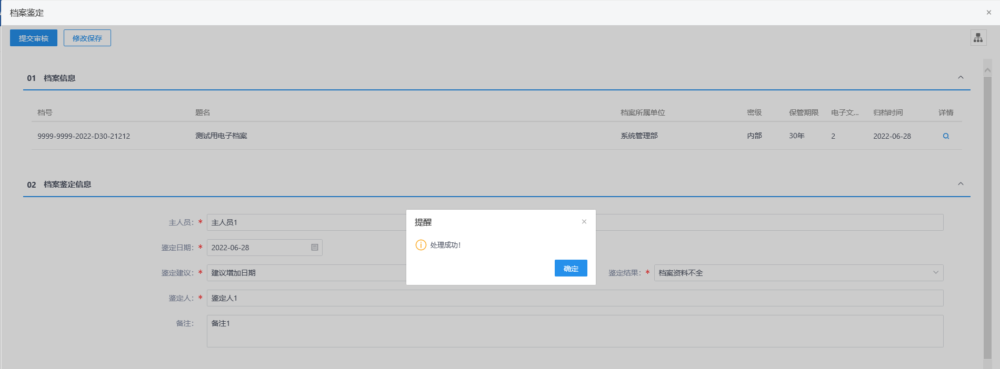 档案鉴定
提交审核 修改保存
01 档案信息
档号 题名 档案所属单位 密级 保管期限 电子文... 归档时间 详情
9999-9999-2022-D30-21212 测试用电子档案 系统管理部 内部 30年 2 2022-06-28
02 档案鉴定信息
提醒
主人员：* 主人员1
处理成功!
鉴定日期：* 2022-06-28
确定
鉴定建议：* 建议增加日期 鉴定结果：* 档案资料不全
鉴定人：* 鉴定人1
备注： 备注1